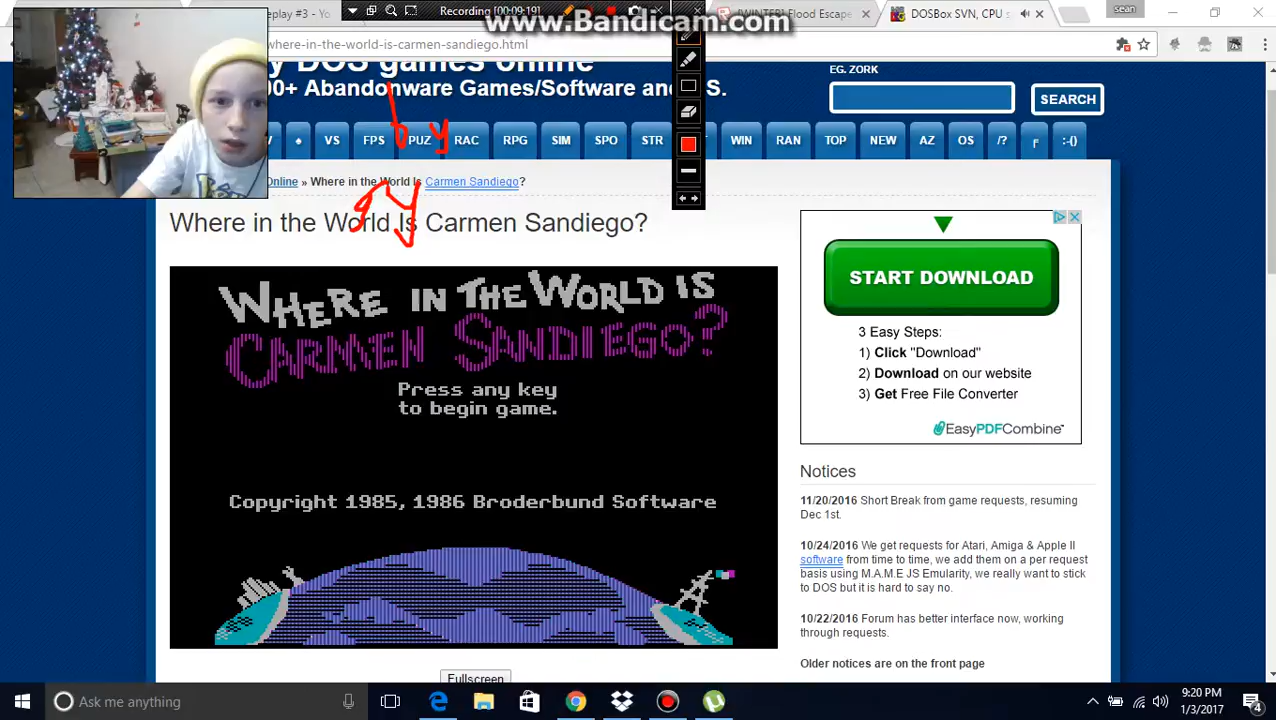 eplay #3 - Yo
Recording [00:09:19]
[WINTER] Flood Escape
DOSBox SVN, CPU s
sean
www.Bandicam.com
where-in-the-world-is-carmen-sandiego.html
y DOS games online
00+ Abandonware Games/Software and OS.
EG. ZORK
SEARCH
V
♠
VS
FPS
PUZ
RAC
RPG
SIM
SPO
STR
WIN
RAN
TOP
NEW
AZ
OS
/?
╒
:-()
by
Online » Where in the World Is Carmen Sandiego?
Where in the World Is Carmen Sandiego?
WHERE IN THE WORLD IS
CARMEN SANDIEGO?
Press any key
to begin game.
Copyright 1985, 1986 Broderbund Software
Fullscreen
START DOWNLOAD
3 Easy Steps:
1) Click "Download"
2) Download on our website
3) Get Free File Converter
EasyPDFCombine™
Notices
11/20/2016 Short Break from game requests, resuming
Dec 1st.
10/24/2016 We get requests for Atari, Amiga & Apple II
software from time to time, we add them on a per request
basis using M.A.M.E JS Emularity, we really want to stick
to DOS but it is hard to say no.
10/22/2016 Forum has better interface now, working
through requests.
Older notices are on the front page
Ask me anything
9:20 PM
1/3/2017
4